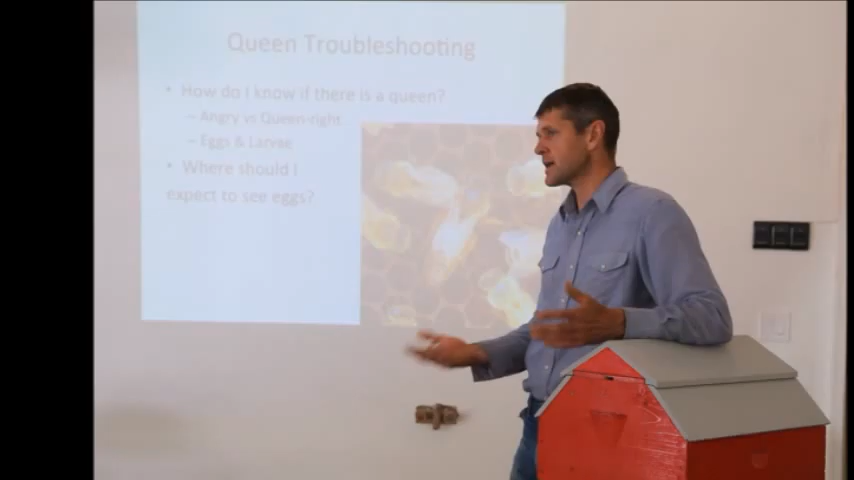 Queen Troubleshooting
• How do I know if there is a queen?
– Angry vs Queen-right
– Eggs & Larvae
• Where should I
expect to see eggs?